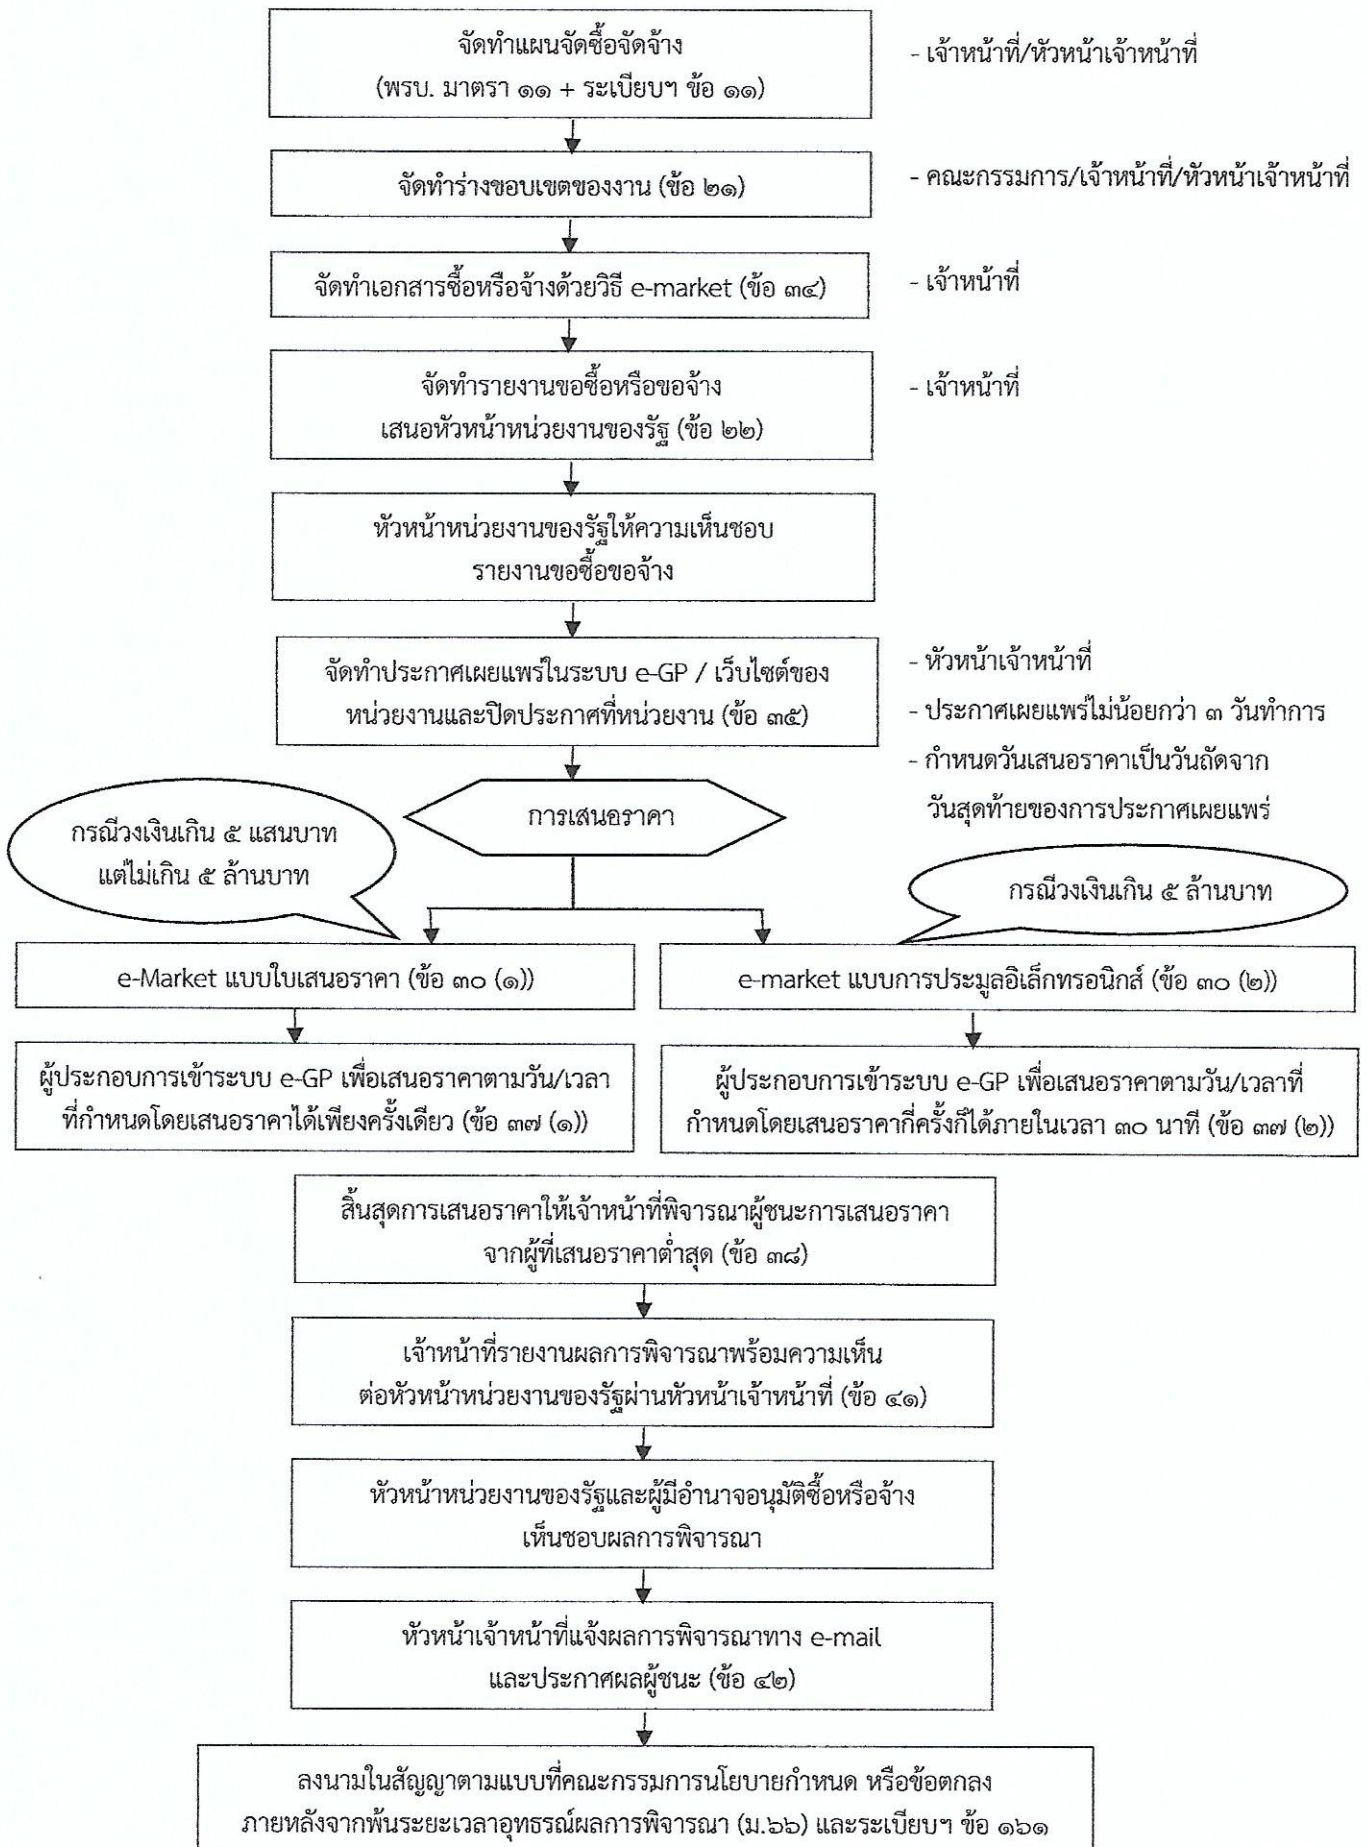 จัดทำแผนจัดซื้อจัดจ้าง
(พรบ. มาตรา ๑๑ + ระเบียบฯ ข้อ ๑๑)
- เจ้าหน้าที่/หัวหน้าเจ้าหน้าที่
จัดทำร่างขอบเขตของงาน (ข้อ ๒๑)
- คณะกรรมการ/เจ้าหน้าที่/หัวหน้าเจ้าหน้าที่
จัดทำเอกสารซื้อหรือจ้างด้วยวิธี e-market (ข้อ ๓๔)
- เจ้าหน้าที่
จัดทำรายงานขอซื้อหรือขอจ้าง
เสนอหัวหน้าหน่วยงานของรัฐ (ข้อ ๒๒)
- เจ้าหน้าที่
หัวหน้าหน่วยงานของรัฐให้ความเห็นชอบ
รายงานขอซื้อขอจ้าง
จัดทำประกาศเผยแพร่ในระบบ e-GP / เว็บไซต์ของ
หน่วยงานและปิดประกาศที่หน่วยงาน (ข้อ ๓๕)
- หัวหน้าเจ้าหน้าที่
- ประกาศเผยแพร่ไม่น้อยกว่า ๓ วันทำการ
- กำหนดวันเสนอราคาเป็นวันถัดจาก
วันสุดท้ายของการประกาศเผยแพร่
การเสนอราคา
กรณีวงเงินเกิน ๕ แสนบาท
แต่ไม่เกิน ๕ ล้านบาท
กรณีวงเงินเกิน ๕ ล้านบาท
e-Market แบบใบเสนอราคา (ข้อ ๓๐ (๑))
e-market แบบการประมูลอิเล็กทรอนิกส์ (ข้อ ๓๐ (๒))
ผู้ประกอบการเข้าระบบ e-GP เพื่อเสนอราคาตามวัน/เวลา
ที่กำหนดโดยเสนอราคาได้เพียงครั้งเดียว (ข้อ ๓๗ (๑))
ผู้ประกอบการเข้าระบบ e-GP เพื่อเสนอราคาตามวัน/เวลาที่
กำหนดโดยเสนอราคากี่ครั้งก็ได้ภายในเวลา ๓๐ นาที (ข้อ ๓๗ (๒))
สิ้นสุดการเสนอราคาให้เจ้าหน้าที่พิจารณาผู้ชนะการเสนอราคา
จากผู้ที่เสนอราคาต่ำสุด (ข้อ ๓๘)
เจ้าหน้าที่รายงานผลการพิจารณาพร้อมความเห็น
ต่อหัวหน้าหน่วยงานของรัฐผ่านหัวหน้าเจ้าหน้าที่ (ข้อ ๔๑)
หัวหน้าหน่วยงานของรัฐและผู้มีอำนาจอนุมัติซื้อหรือจ้าง
เห็นชอบผลการพิจารณา
หัวหน้าเจ้าหน้าที่แจ้งผลการพิจารณาทาง e-mail
และประกาศผลผู้ชนะ (ข้อ ๔๒)
ลงนามในสัญญาตามแบบที่คณะกรรมการนโยบายกำหนด หรือข้อตกลง
ภายหลังจากพ้นระยะเวลาอุทธรณ์ผลการพิจารณา (ม.๖๖) และระเบียบฯ ข้อ ๑๖๑